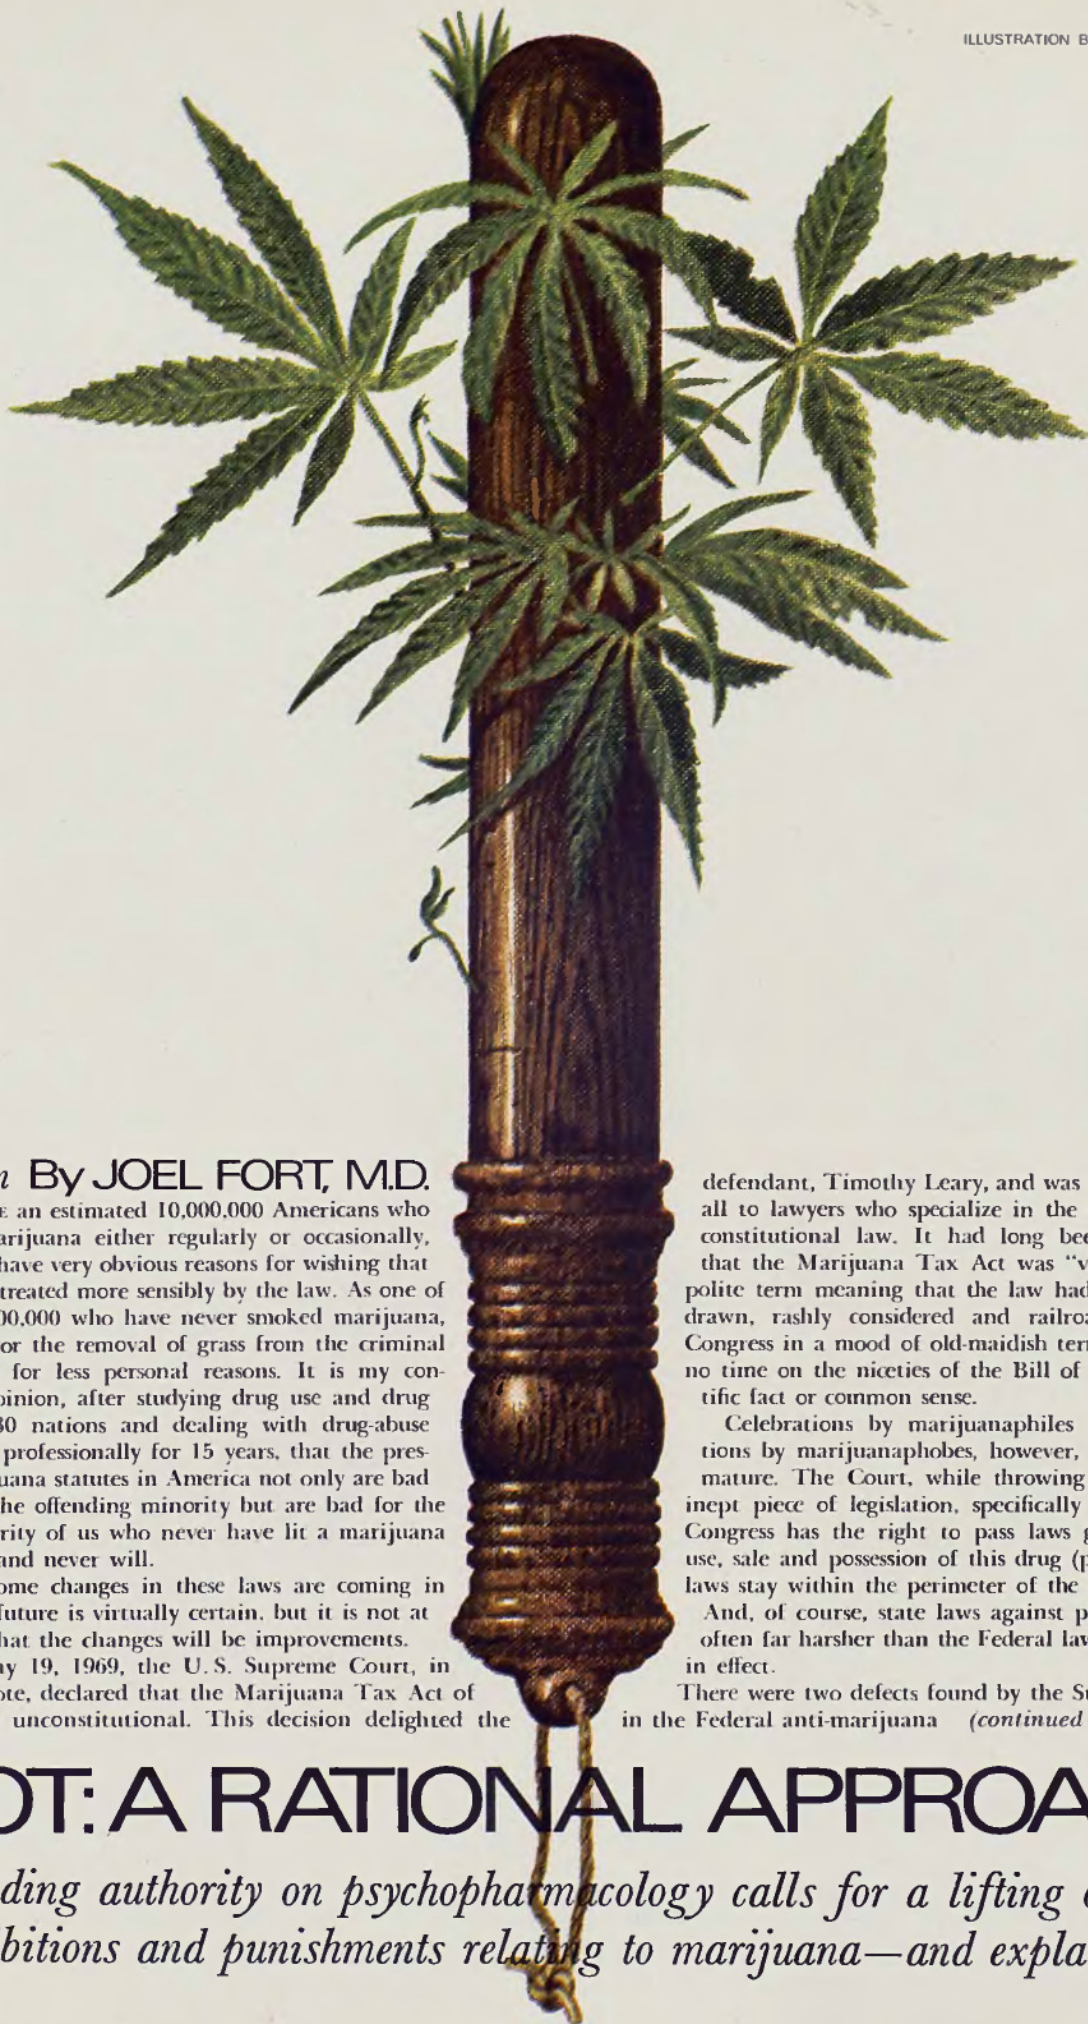 ILLUSTRATION B
By JOEL FORT, M.D.
an estimated 10,000,000 Americans who
arijuana either regularly or occasionally,
have very obvious reasons for wishing that
treated more sensibly by the law. As one of
00,000 who have never smoked marijuana,
or the removal of grass from the criminal
for less personal reasons. It is my con-
pinion, after studying drug use and drug
30 nations and dealing with drug-abuse
professionally for 15 years, that the pres-
uana statutes in America not only are bad
he offending minority but are bad for the
rity of us who never have lit a marijuana
and never will.
ome changes in these laws are coming in
future is virtually certain, but it is not at
hat the changes will be improvements.
ay 19, 1969, the U.S. Supreme Court, in
ote, declared that the Marijuana Tax Act of
unconstitutional. This decision delighted the
defendant, Timothy Leary, and was
all to lawyers who specialize in the
constitutional law. It had long bee
that the Marijuana Tax Act was "v
polite term meaning that the law had
drawn, rashly considered and railroa
Congress in a mood of old-maidish terr
no time on the niceties of the Bill of
tific fact or common sense.
Celebrations by marijuanaphiles
tions by marijuanaphobes, however,
mature. The Court, while throwing
inept piece of legislation, specifically
Congress has the right to pass laws g
use, sale and possession of this drug (p
laws stay within the perimeter of the
And, of course, state laws against p
often far harsher than the Federal law
in effect.
There were two defects found by the Su
in the Federal anti-marijuana (continued
OT: A RATIONAL APPROA
ding authority on psychopharmacology calls for a lifting
bitions and punishments relating to marijuana—and expla